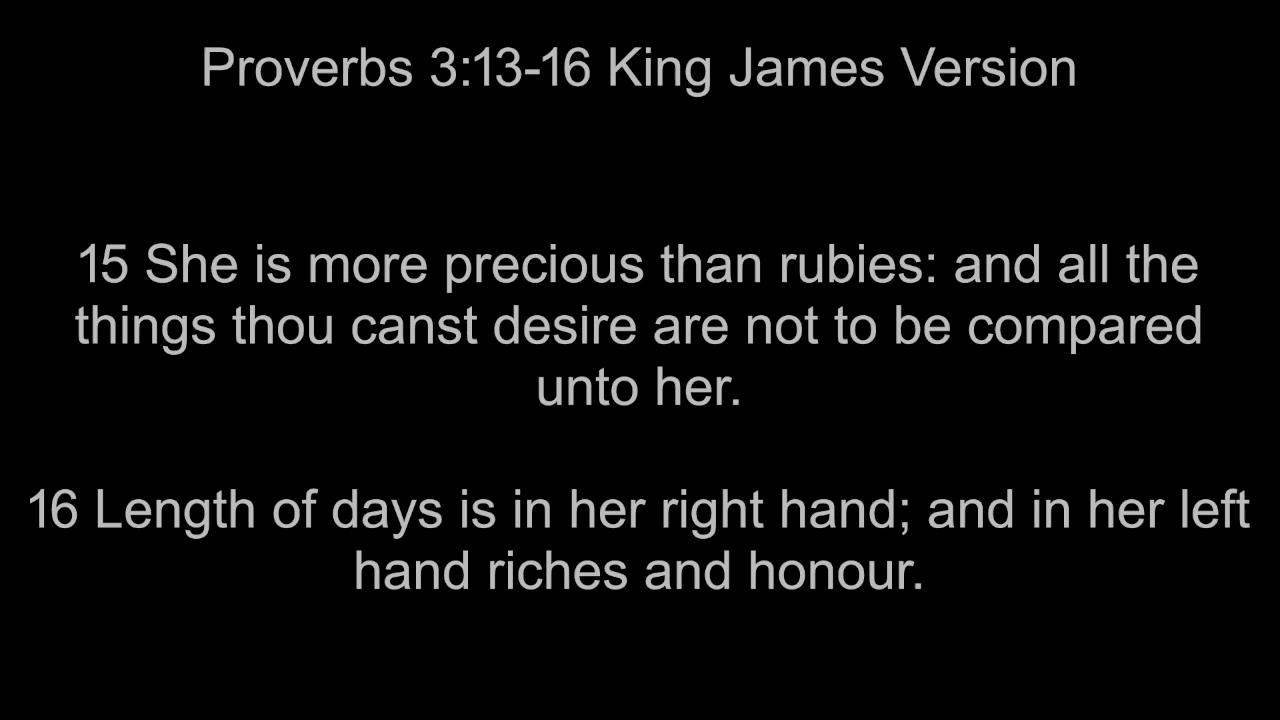 Proverbs 3:13-16 King James Version
15 She is more precious than rubies: and all the
things thou canst desire are not to be compared
unto her.
16 Length of days is in her right hand; and in her left
hand riches and honour.